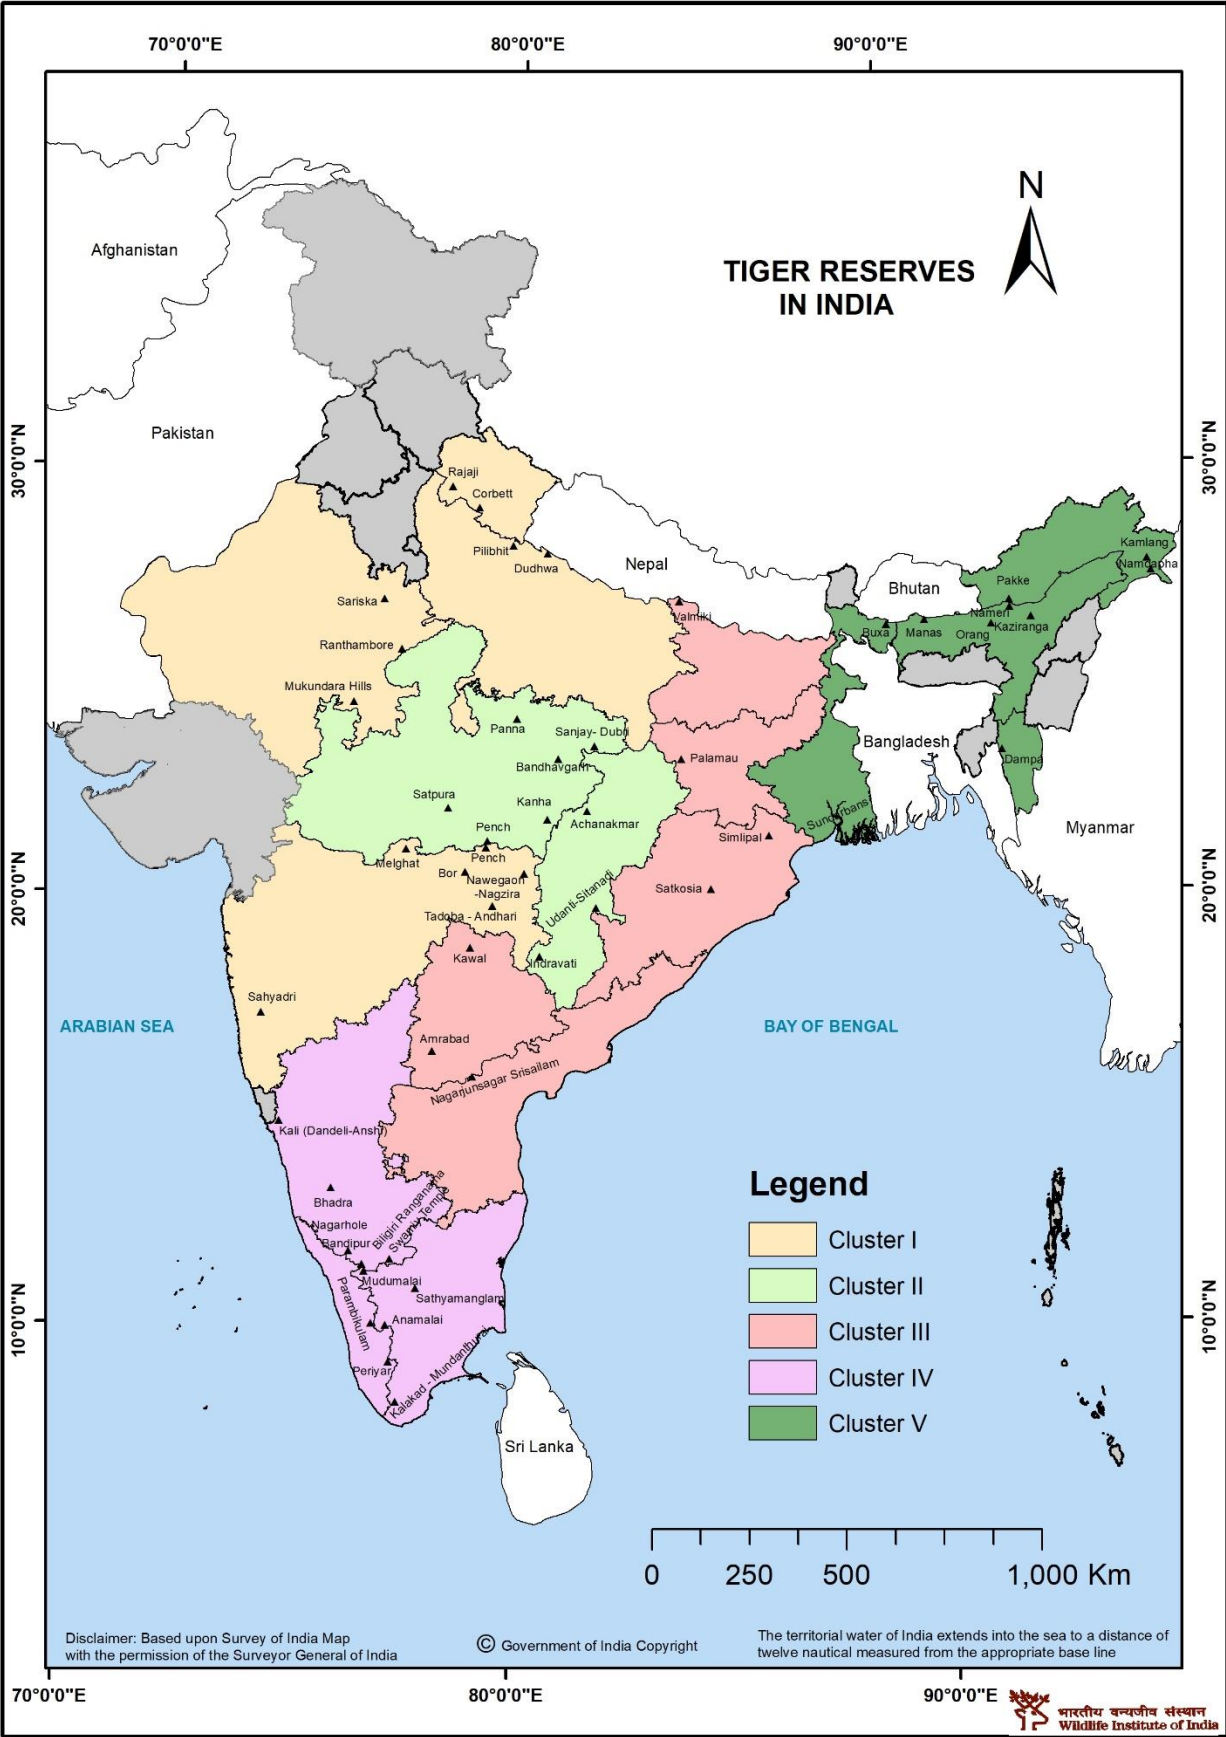 70°0'0"E
80°0'0"E
90°0'0"E
N
TIGER RESERVES
IN INDIA
Afghanistan
Pakistan
30°0'0"N
30°0'0"N
Rajaji
Corbett
Pilibhit
Dudhwa
Nepal
Bhutan
Kamlang
Namdapha
Pakke
Nameri
Kaziranga
Orang
Manas
Buxa
Sariska
Valmiki
Ranthambore
Mukundara Hills
Panna
Sanjay- Dubri
Bandhavgarh
Palamau
Bangladesh
Dampa
Satpura
Kanha
Achanakmar
Sundarbans
Myanmar
Pench
Pench
Simlipal
Melghat
Bor
Nawegaon
-Nagzira
Udanti-Sitanadi
Satkosia
20°0'0"N
20°0'0"N
Tadoba - Andhari
Kawal
Indravati
Sahyadri
ARABIAN SEA
BAY OF BENGAL
Amrabad
Nagarjunsagar Srisailam
Kali (Dandeli-Anshi)
Bhadra
Biligiri Ranganatha
Swamy Temple
Nagarhole
Bandipur
Mudumalai
Sathyamanglam
Parambikulam
Anamalai
Periyar
Kalakad - Mundanthurai
10°0'0"N
10°0'0"N
Sri Lanka
Legend
Cluster I
Cluster II
Cluster III
Cluster IV
Cluster V
0 250 500 1,000 Km
Disclaimer: Based upon Survey of India Map
with the permission of the Surveyor General of India
© Government of India Copyright
The territorial water of India extends into the sea to a distance of
twelve nautical measured from the appropriate base line
70°0'0"E
80°0'0"E
90°0'0"E
भारतीय वन्यजीव संस्थान
Wildlife Institute of India